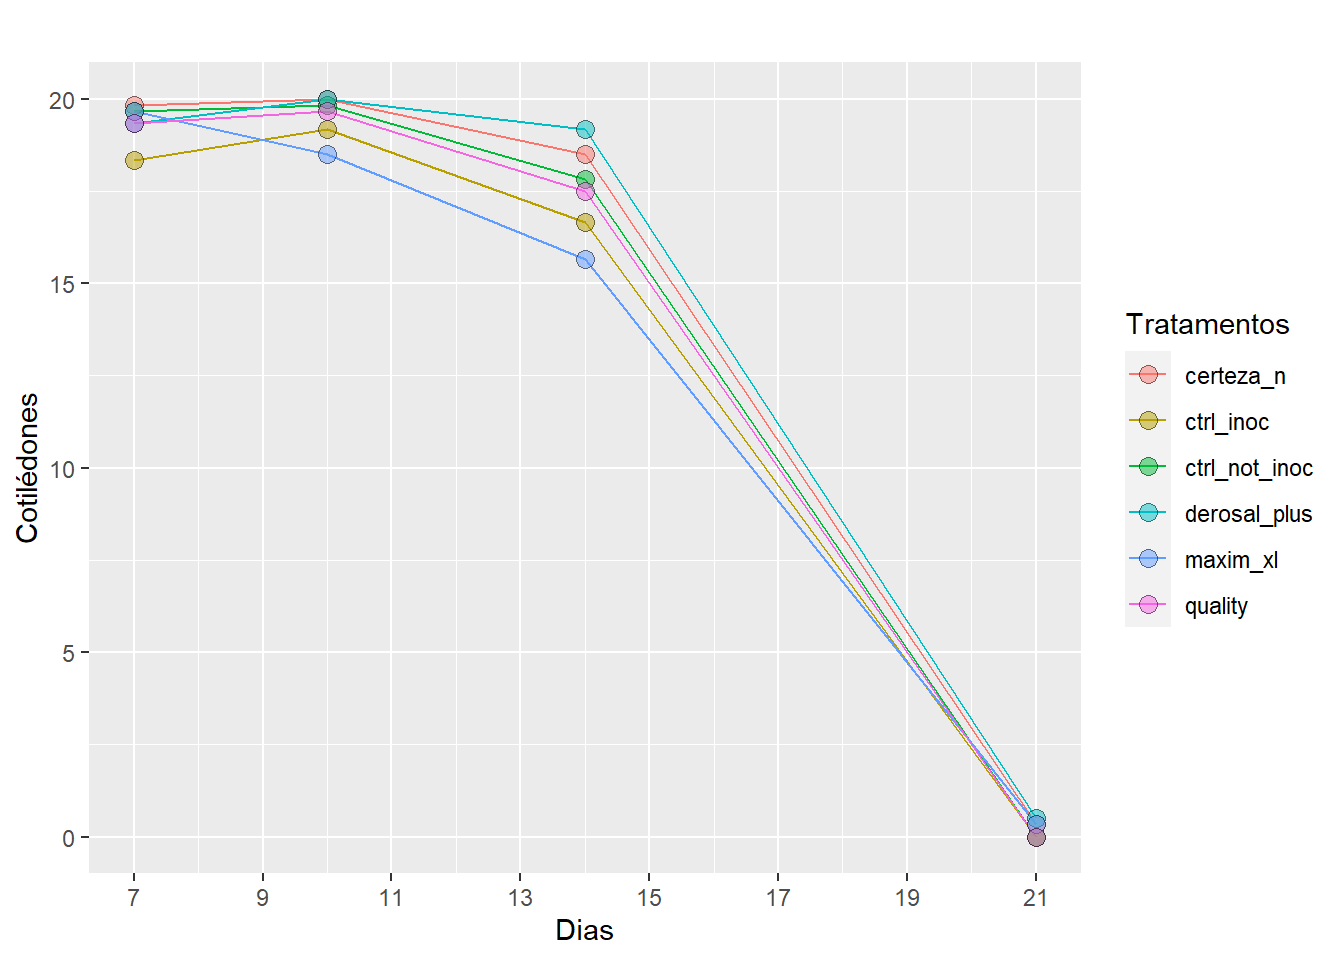 20
15
10
5
0
7 9 11 13 15 17 19 21
Dias
Cotilédones
Tratamentos
certeza_n
ctrl_inoc
ctrl_not_inoc
derosal_plus
maxim_xl
quality